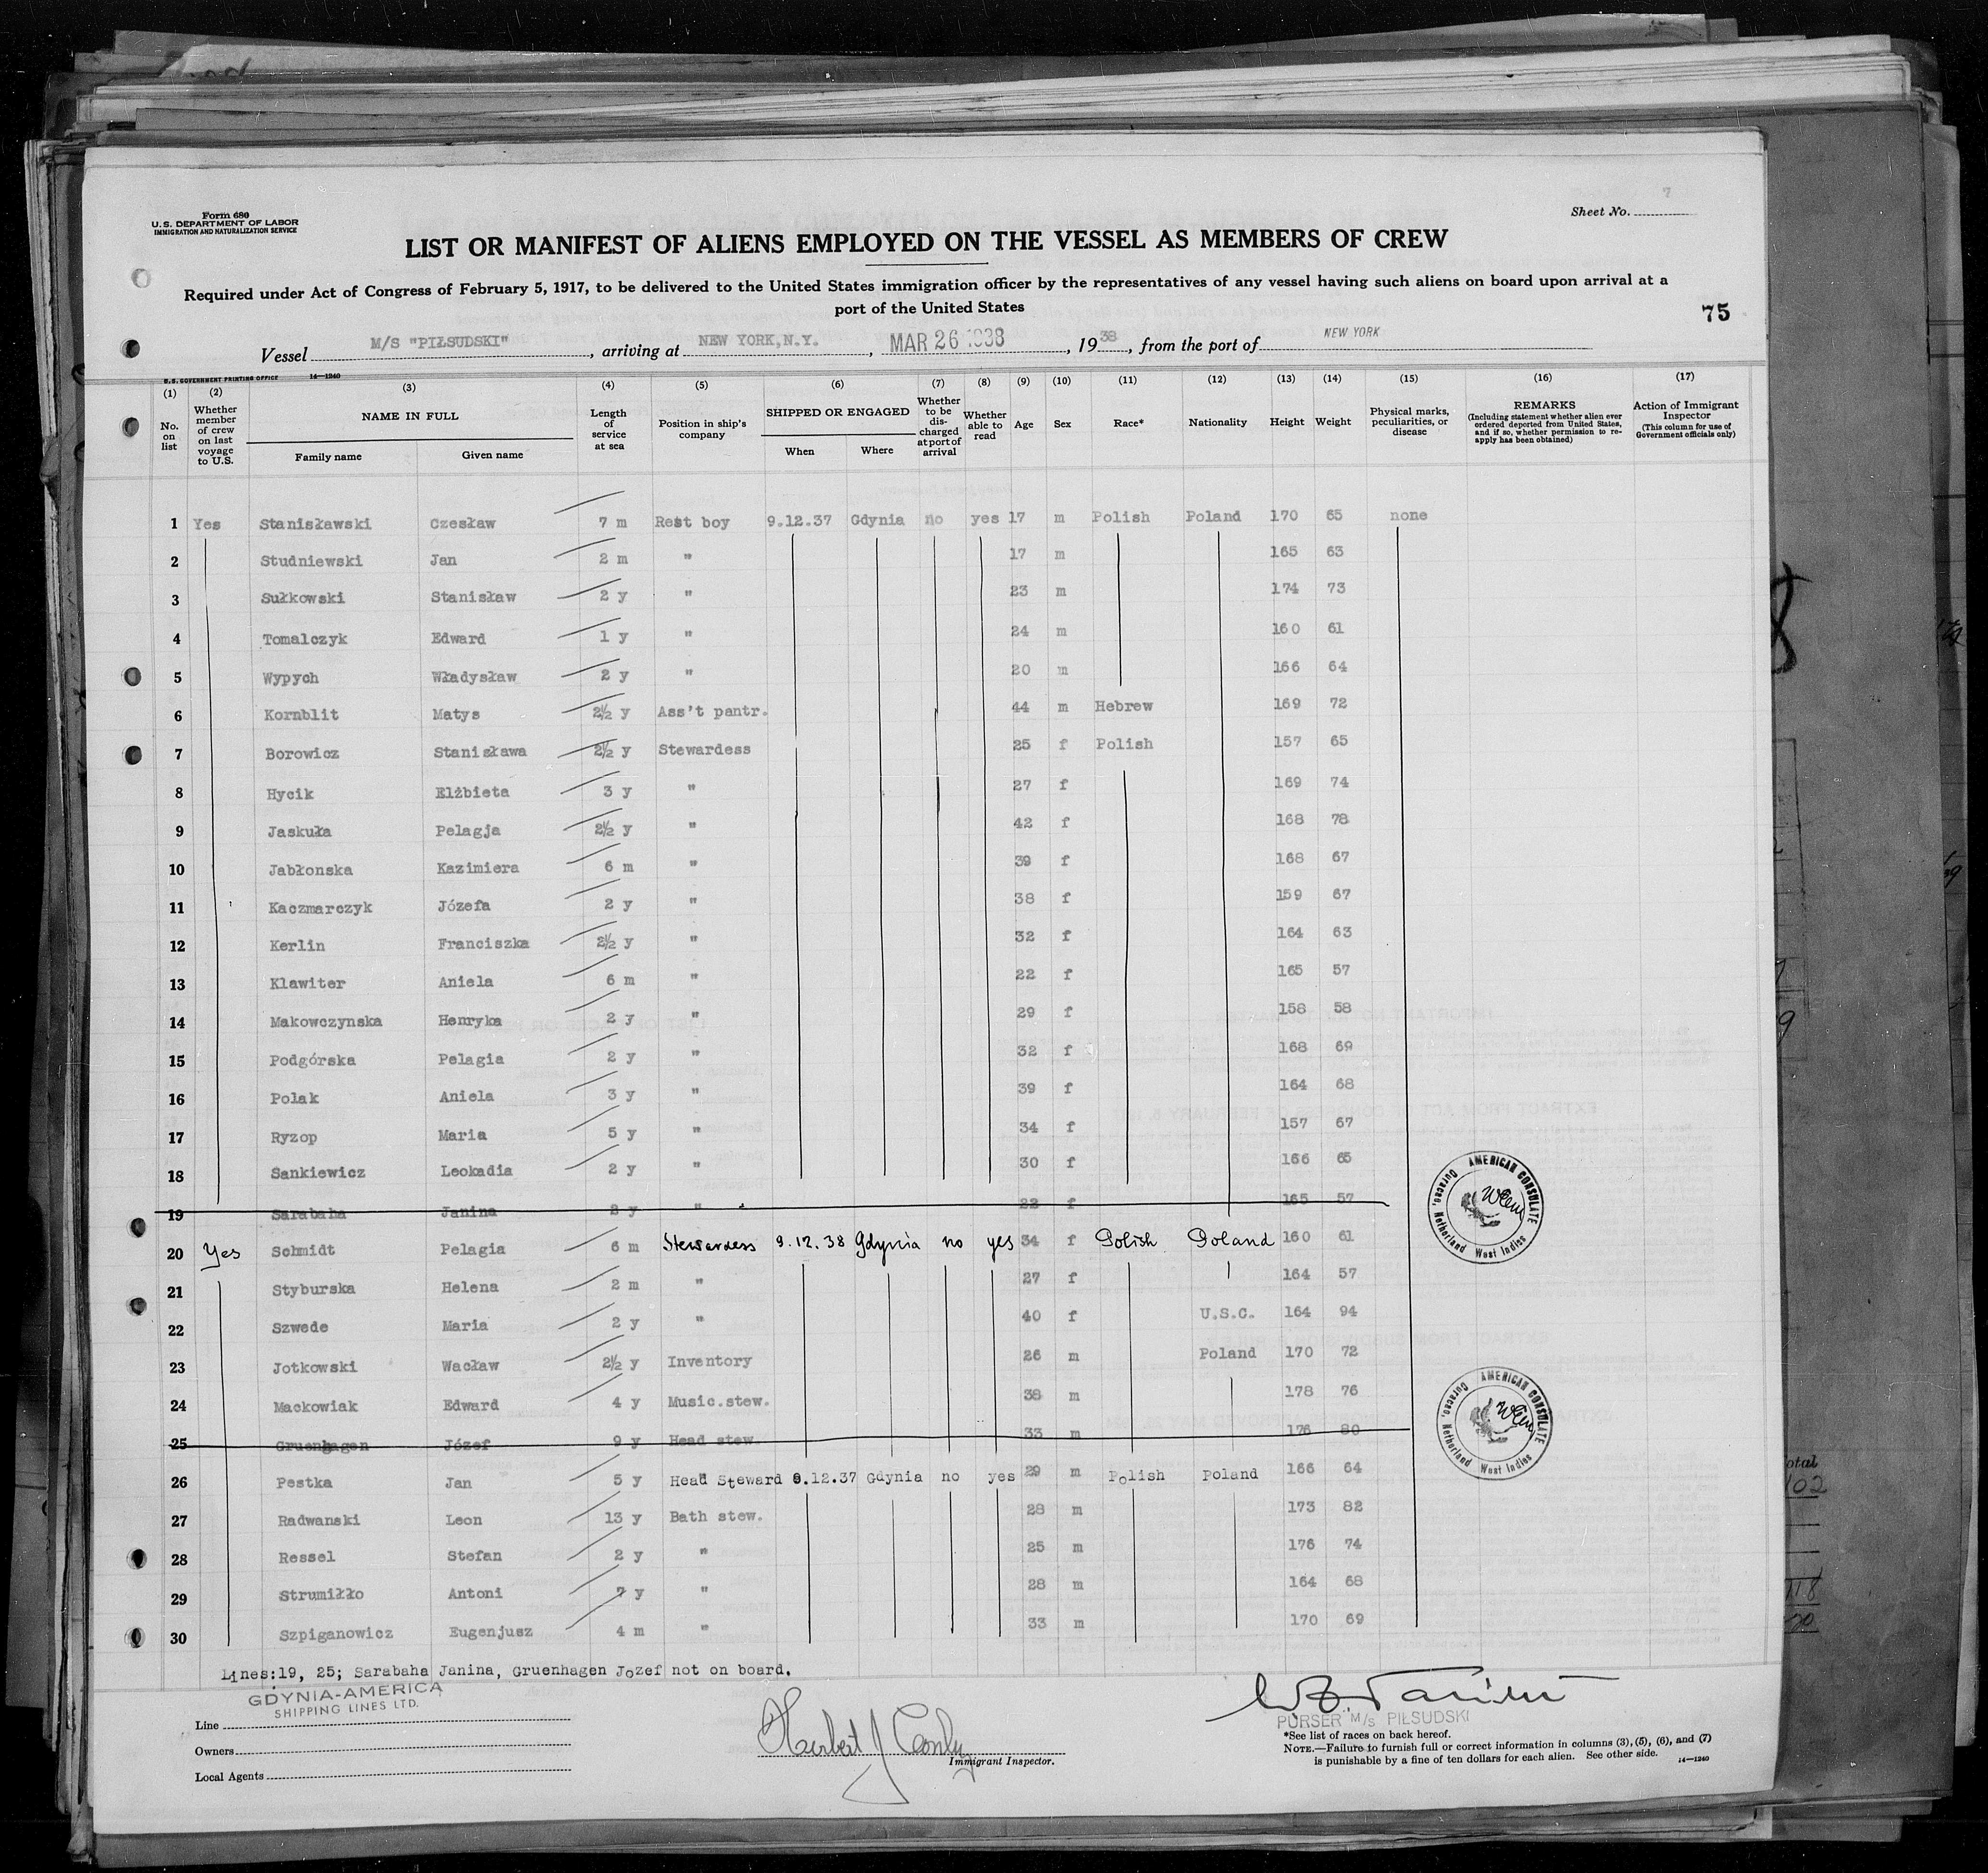 Form 680
U.S. DEPARTMENT OF LABOR
IMMIGRATION AND NATURALIZATION SERVICE
Sheet No. 7
LIST OR MANIFEST OF ALIENS EMPLOYED ON THE VESSEL AS MEMBERS OF CREW
Required under Act of Congress of February 5, 1917, to be delivered to the United States immigration officer by the representatives of any vessel having such aliens on board upon arrival at a
port of the United States
75
Vessel M/S "PIŁSUDSKI", arriving at NEW YORK,N.Y., MAR 26 1938, 1938, from the port of NEW YORK
U.S. GOVERNMENT PRINTING OFFICE 14—1240
(1) (2) (3) (4) (5) (6) (7) (8) (9) (10) (11) (12) (13) (14) (15) (16) (17)
No. on list
Whether member of crew on last voyage to U.S.
NAME IN FULL
Family name
Given name
Length of service at sea
Position in ship's company
SHIPPED OR ENGAGED
When
Where
Whether to be discharged at port of arrival
Whether able to read
Age
Sex
Race*
Nationality
Height
Weight
Physical marks, peculiarities, or disease
REMARKS
(Including statement whether alien ever ordered deported from United States, and if so, whether permission to reapply has been obtained)
Action of Immigrant Inspector
(This column for use of Government officials only)
1 Yes Stanisławski Czesław 7 m Rest boy 9.12.37 Gdynia no yes 17 m Polish Poland 170 65 none
2 Studniewski Jan 2 m " 17 m 165 63
3 Sułkowski Stanisław 2 y " 23 m 174 73
4 Tomalczyk Edward 1 y " 24 m 160 61
5 Wypych Władysław 2 y " 20 m 166 64
6 Kornblit Matys 2½ y Ass't pantr. 44 m Hebrew 169 72
7 Borowicz Stanisława 2½ y Stewardess 25 f Polish 157 65
8 Hycik Elżbieta 3 y " 27 f 169 74
9 Jaskuła Pelagja 2½ y " 42 f 168 78
10 Jabłonska Kazimiera 6 m " 39 f 168 67
11 Kaczmarczyk Józefa 2 y " 38 f 159 67
12 Kerlin Franciszka 2½ y " 32 f 164 63
13 Klawiter Aniela 6 m " 22 f 165 57
14 Makowczynska Henryka 2 y " 29 f 158 58
15 Podgórska Pelagia 2 y " 32 f 168 69
16 Polak Aniela 3 y " 39 f 164 68
17 Ryzop Maria 5 y " 34 f 157 67
18 Sankiewicz Leokadia 2 y " 30 f 166 65
19 Sarabaha Janina 2 y " 22 f 165 57
20 Yes Schmidt Pelagia 6 m Stewardess 9.12.38 Gdynia no yes 34 f Polish Poland 160 61
21 Styburska Helena 2 m " 27 f 164 57
22 Szwede Maria 2 y " 40 f U.S.C. 164 94
23 Jotkowski Wacław 2½ y Inventory 26 m Poland 170 72
24 Mackowiak Edward 4 y Music.stew. 38 m 178 76
25 Gruenhagen Józef 9 y Head stew. 33 m 176 80
26 Pestka Jan 5 y Head Steward 9.12.37 Gdynia no yes 29 m Polish Poland 166 64
27 Radwanski Leon 13 y Bath stew. 28 m 173 82
28 Ressel Stefan 2 y " 25 m 176 74
29 Strumiłło Antoni 7 y " 28 m 164 68
30 Szpiganowicz Eugenjusz 4 m " 33 m 170 69
AMERICAN CONSULATE
Curacao, Netherland West Indies
AMERICAN CONSULATE
Curacao, Netherland West Indies
Lines:19, 25; Sarabaha Janina, Gruenhagen Jozef not on board.
GDYNIA-AMERICA
SHIPPING LINES LTD.
Line
Owners
Local Agents
Immigrant Inspector.
PURSER M/s PIŁSUDSKI
*See list of races on back hereof.
NOTE.—Failure to furnish full or correct information in columns (3), (5), (6), and (7)
is punishable by a fine of ten dollars for each alien. See other side. 14—1240
otal
102